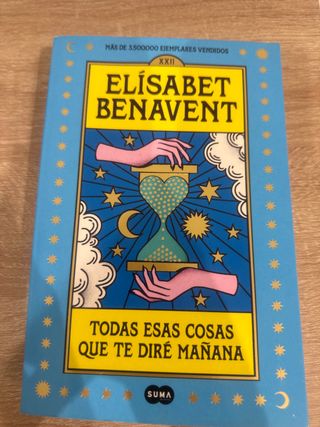 MÁS DE 3.500.000 EJEMPLARES VENDIDOS
XXII
ELÍSABET
BENAVENT
TODAS ESAS COSAS
QUE TE DIRÉ MAÑANA
SUMA